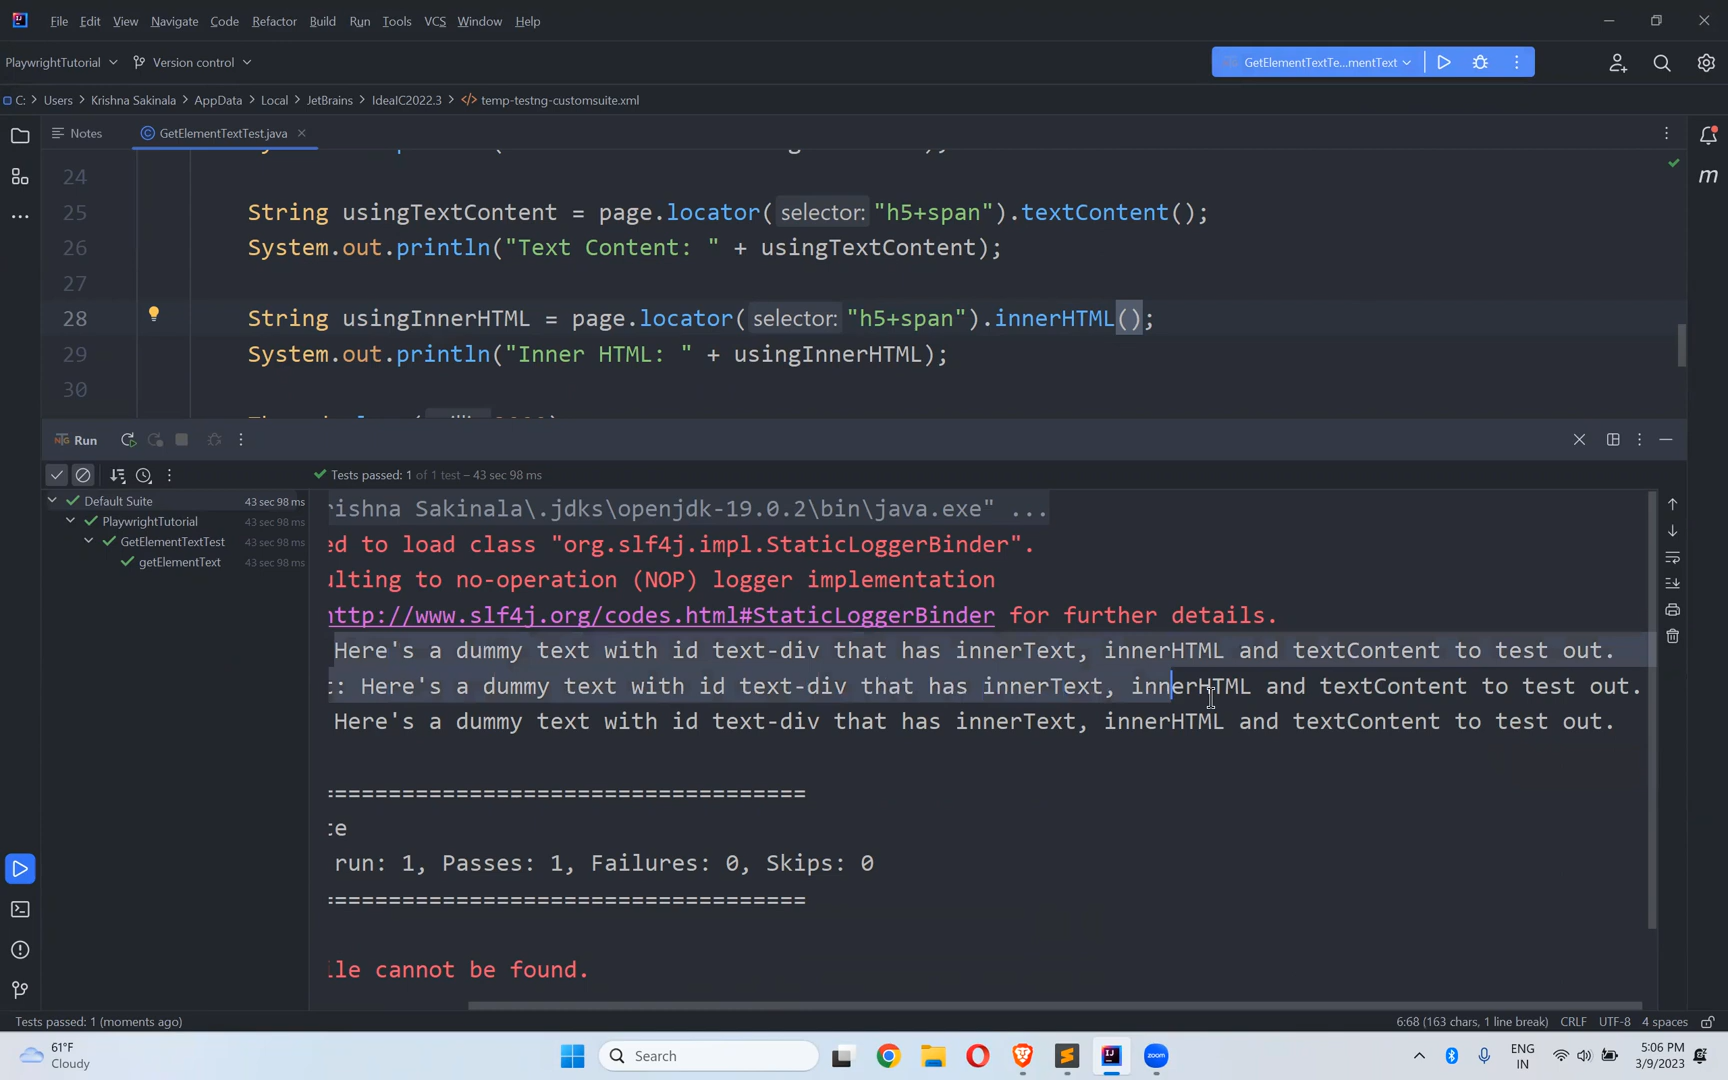 File Edit View Navigate Code Refactor Build Run Tools VCS Window Help
PlaywrightTutorial Version control GetElementTextTe...mentText
C: Users Krishna Sakinala AppData Local JetBrains IdeaIC2022.3 temp-testng-customsuite.xml
Notes GetElementTextTest.java
24
25 String usingTextContent = page.locator( selector: "h5+span").textContent();
26 System.out.println("Text Content: " + usingTextContent);
27
28 String usingInnerHTML = page.locator( selector: "h5+span").innerHTML();
29 System.out.println("Inner HTML: " + usingInnerHTML);
30
Run
Tests passed: 1 of 1 test – 43 sec 98 ms
Default Suite 43 sec 98 ms
PlaywrightTutorial 43 sec 98 ms
GetElementTextTest 43 sec 98 ms
getElementText 43 sec 98 ms
rishna Sakinala\.jdks\openjdk-19.0.2\bin\java.exe" ...
ed to load class "org.slf4j.impl.StaticLoggerBinder".
ulting to no-operation (NOP) logger implementation
http://www.slf4j.org/codes.html#StaticLoggerBinder for further details.
Here's a dummy text with id text-div that has innerText, innerHTML and textContent to test out.
t: Here's a dummy text with id text-div that has innerText, innerHTML and textContent to test out.
Here's a dummy text with id text-div that has innerText, innerHTML and textContent to test out.
===================================
te
run: 1, Passes: 1, Failures: 0, Skips: 0
===================================
ile cannot be found.
Tests passed: 1 (moments ago) 6:68 (163 chars, 1 line break) CRLF UTF-8 4 spaces
61°F
Cloudy
Search
zoom
ENG
IN
5:06 PM
3/9/2023